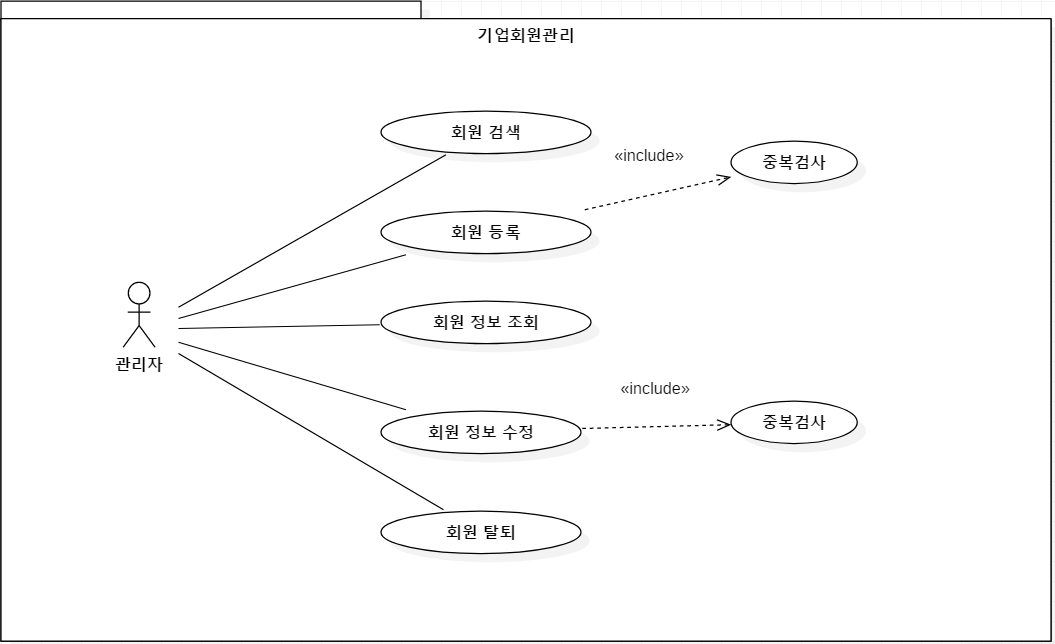 기업회원관리
회원 검색
«include»
중복검사
회원 등록
회원 정보 조회
관리자
«include»
회원 정보 수정
중복검사
회원 탈퇴